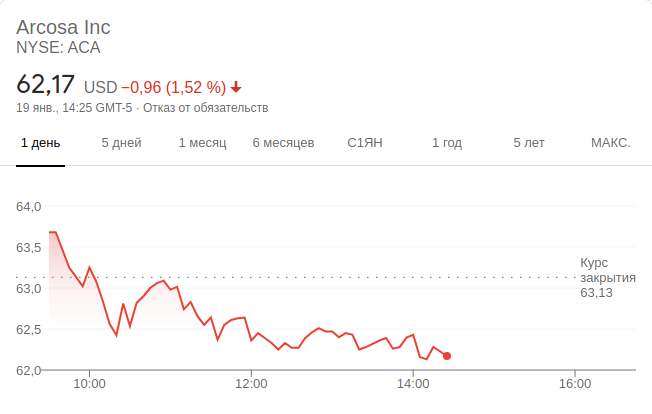 Arcosa Inc
NYSE: ACA
62,17 USD −0,96 (1,52 %)
19 янв., 14:25 GMT-5 · Отказ от обязательств
1 день 5 дней 1 месяц 6 месяцев С1ЯН 1 год 5 лет МАКС.
64,0
63,5
Курс
закрытия
63,13
63,0
62,5
62,0
10:00 12:00 14:00 16:00